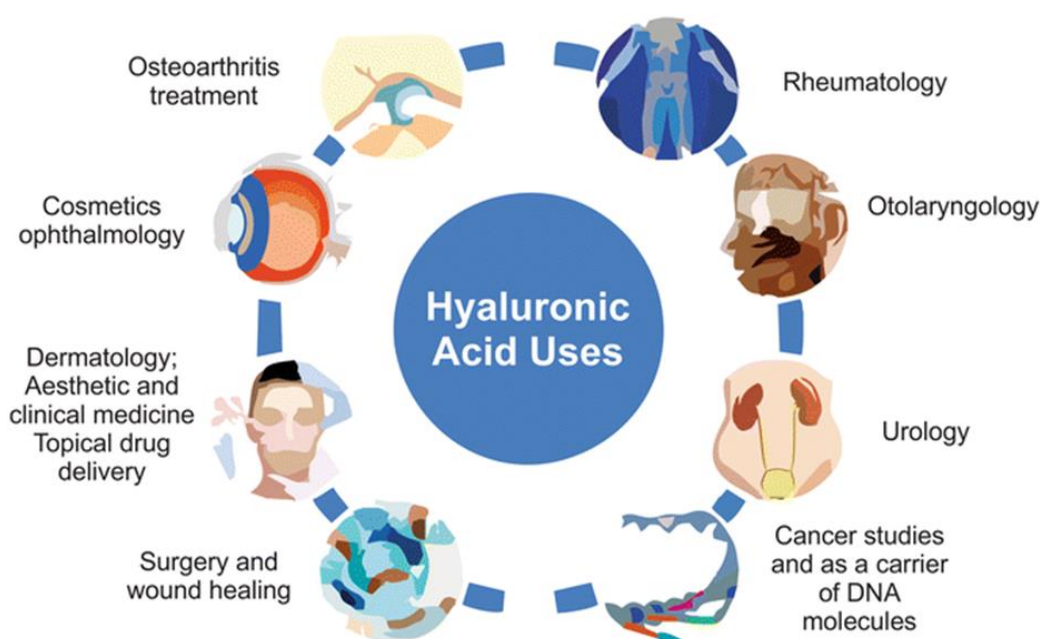 Osteoarthritis
treatment
Rheumatology
Cosmetics
ophthalmology
Otolaryngology
Hyaluronic
Acid Uses
Dermatology;
Aesthetic and
clinical medicine
Topical drug
delivery
Urology
Surgery and
wound healing
Cancer studies
and as a carrier
of DNA
molecules